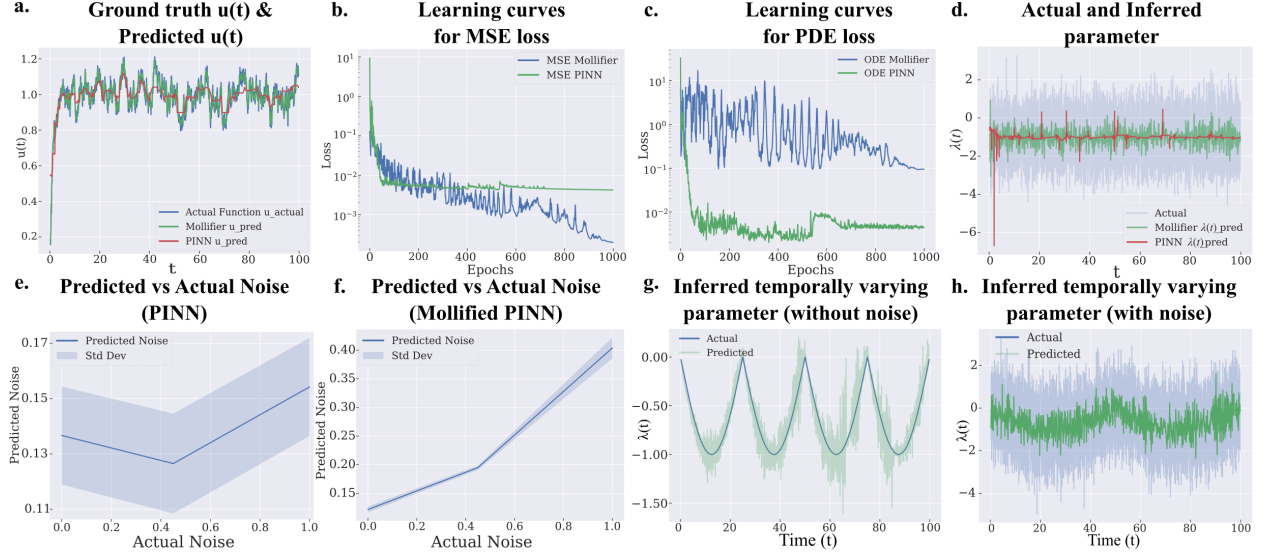 a. Ground truth u(t) &
Predicted u(t)
1.2
1.0
0.8
0.6
0.4
0.2
u(t)
0 20 40 60 80 100
t
Actual Function u_actual
Mollifier u_pred
PINN u_pred
b. Learning curves
for MSE loss
10¹
10⁰
10⁻¹
10⁻²
10⁻³
Loss
0 200 400 600 800 1000
Epochs
MSE Mollifier
MSE PINN
c. Learning curves
for PDE loss
10¹
10⁰
10⁻¹
10⁻²
Loss
0 200 400 600 800 1000
Epochs
ODE Mollifier
ODE PINN
d. Actual and Inferred
parameter
2
0
−2
−4
−6
λ(t)
0 20 40 60 80 100
t
Actual
Mollifier λ(t)_pred
PINN λ(t)pred
e. Predicted vs Actual Noise
(PINN)
0.17
0.15
0.13
0.11
Predicted Noise
0.0 0.2 0.4 0.6 0.8 1.0
Actual Noise
Predicted Noise
Std Dev
f. Predicted vs Actual Noise
(Mollified PINN)
0.40
0.35
0.30
0.25
0.20
0.15
Predicted Noise
0.0 0.2 0.4 0.6 0.8 1.0
Actual Noise
Predicted Noise
Std Dev
g. Inferred temporally varying
parameter (without noise)
0.00
−0.50
−1.00
−1.50
λ(t)
0 20 40 60 80 100
Time (t)
Actual
Predicted
h. Inferred temporally varying
parameter (with noise)
2
0
−2
−4
λ(t)
0 20 40 60 80 100
Time (t)
Actual
Predicted